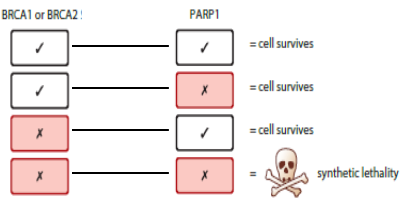 BRCA1 or BRCA2 PARP1
✓ ✓ = cell survives
✓ ✗ = cell survives
✗ ✓ = cell survives
✗ ✗ = synthetic lethality